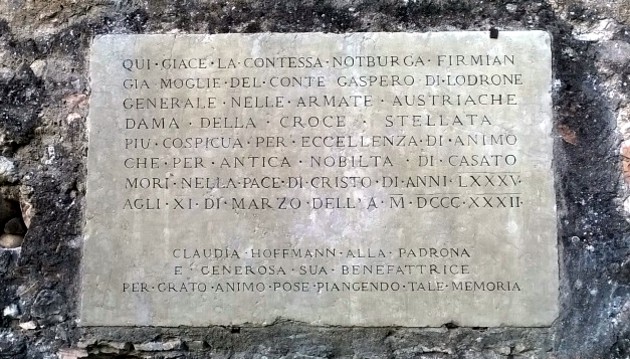 QUI·GIACE·LA·CONTESSA·NOTBURGA·FIRMIAN
GIA·MOGLIE·DEL·CONTE·GASPERO·DI·LODRONE
GENERALE·NELLE·ARMATE·AUSTRIACHE
DAMA·DELLA·CROCE·STELLATA
PIU·COSPICUA·PER·ECCELLENZA·DI·ANIMO
CHE·PER·ANTICA·NOBILTA·DI·CASATO
MORI·NELLA·PACE·DI·CRISTO·DI·ANNI·LXXXV
AGLI·XI·DI·MARZO·DELL'A·M·DCCC·XXXII·
CLAUDIA·HOFFMANN·ALLA·PADRONA
E·GENEROSA·SUA·BENEFATTRICE
PER·GRATO·ANIMO·POSE·PIANGENDO·TALE·MEMORIA